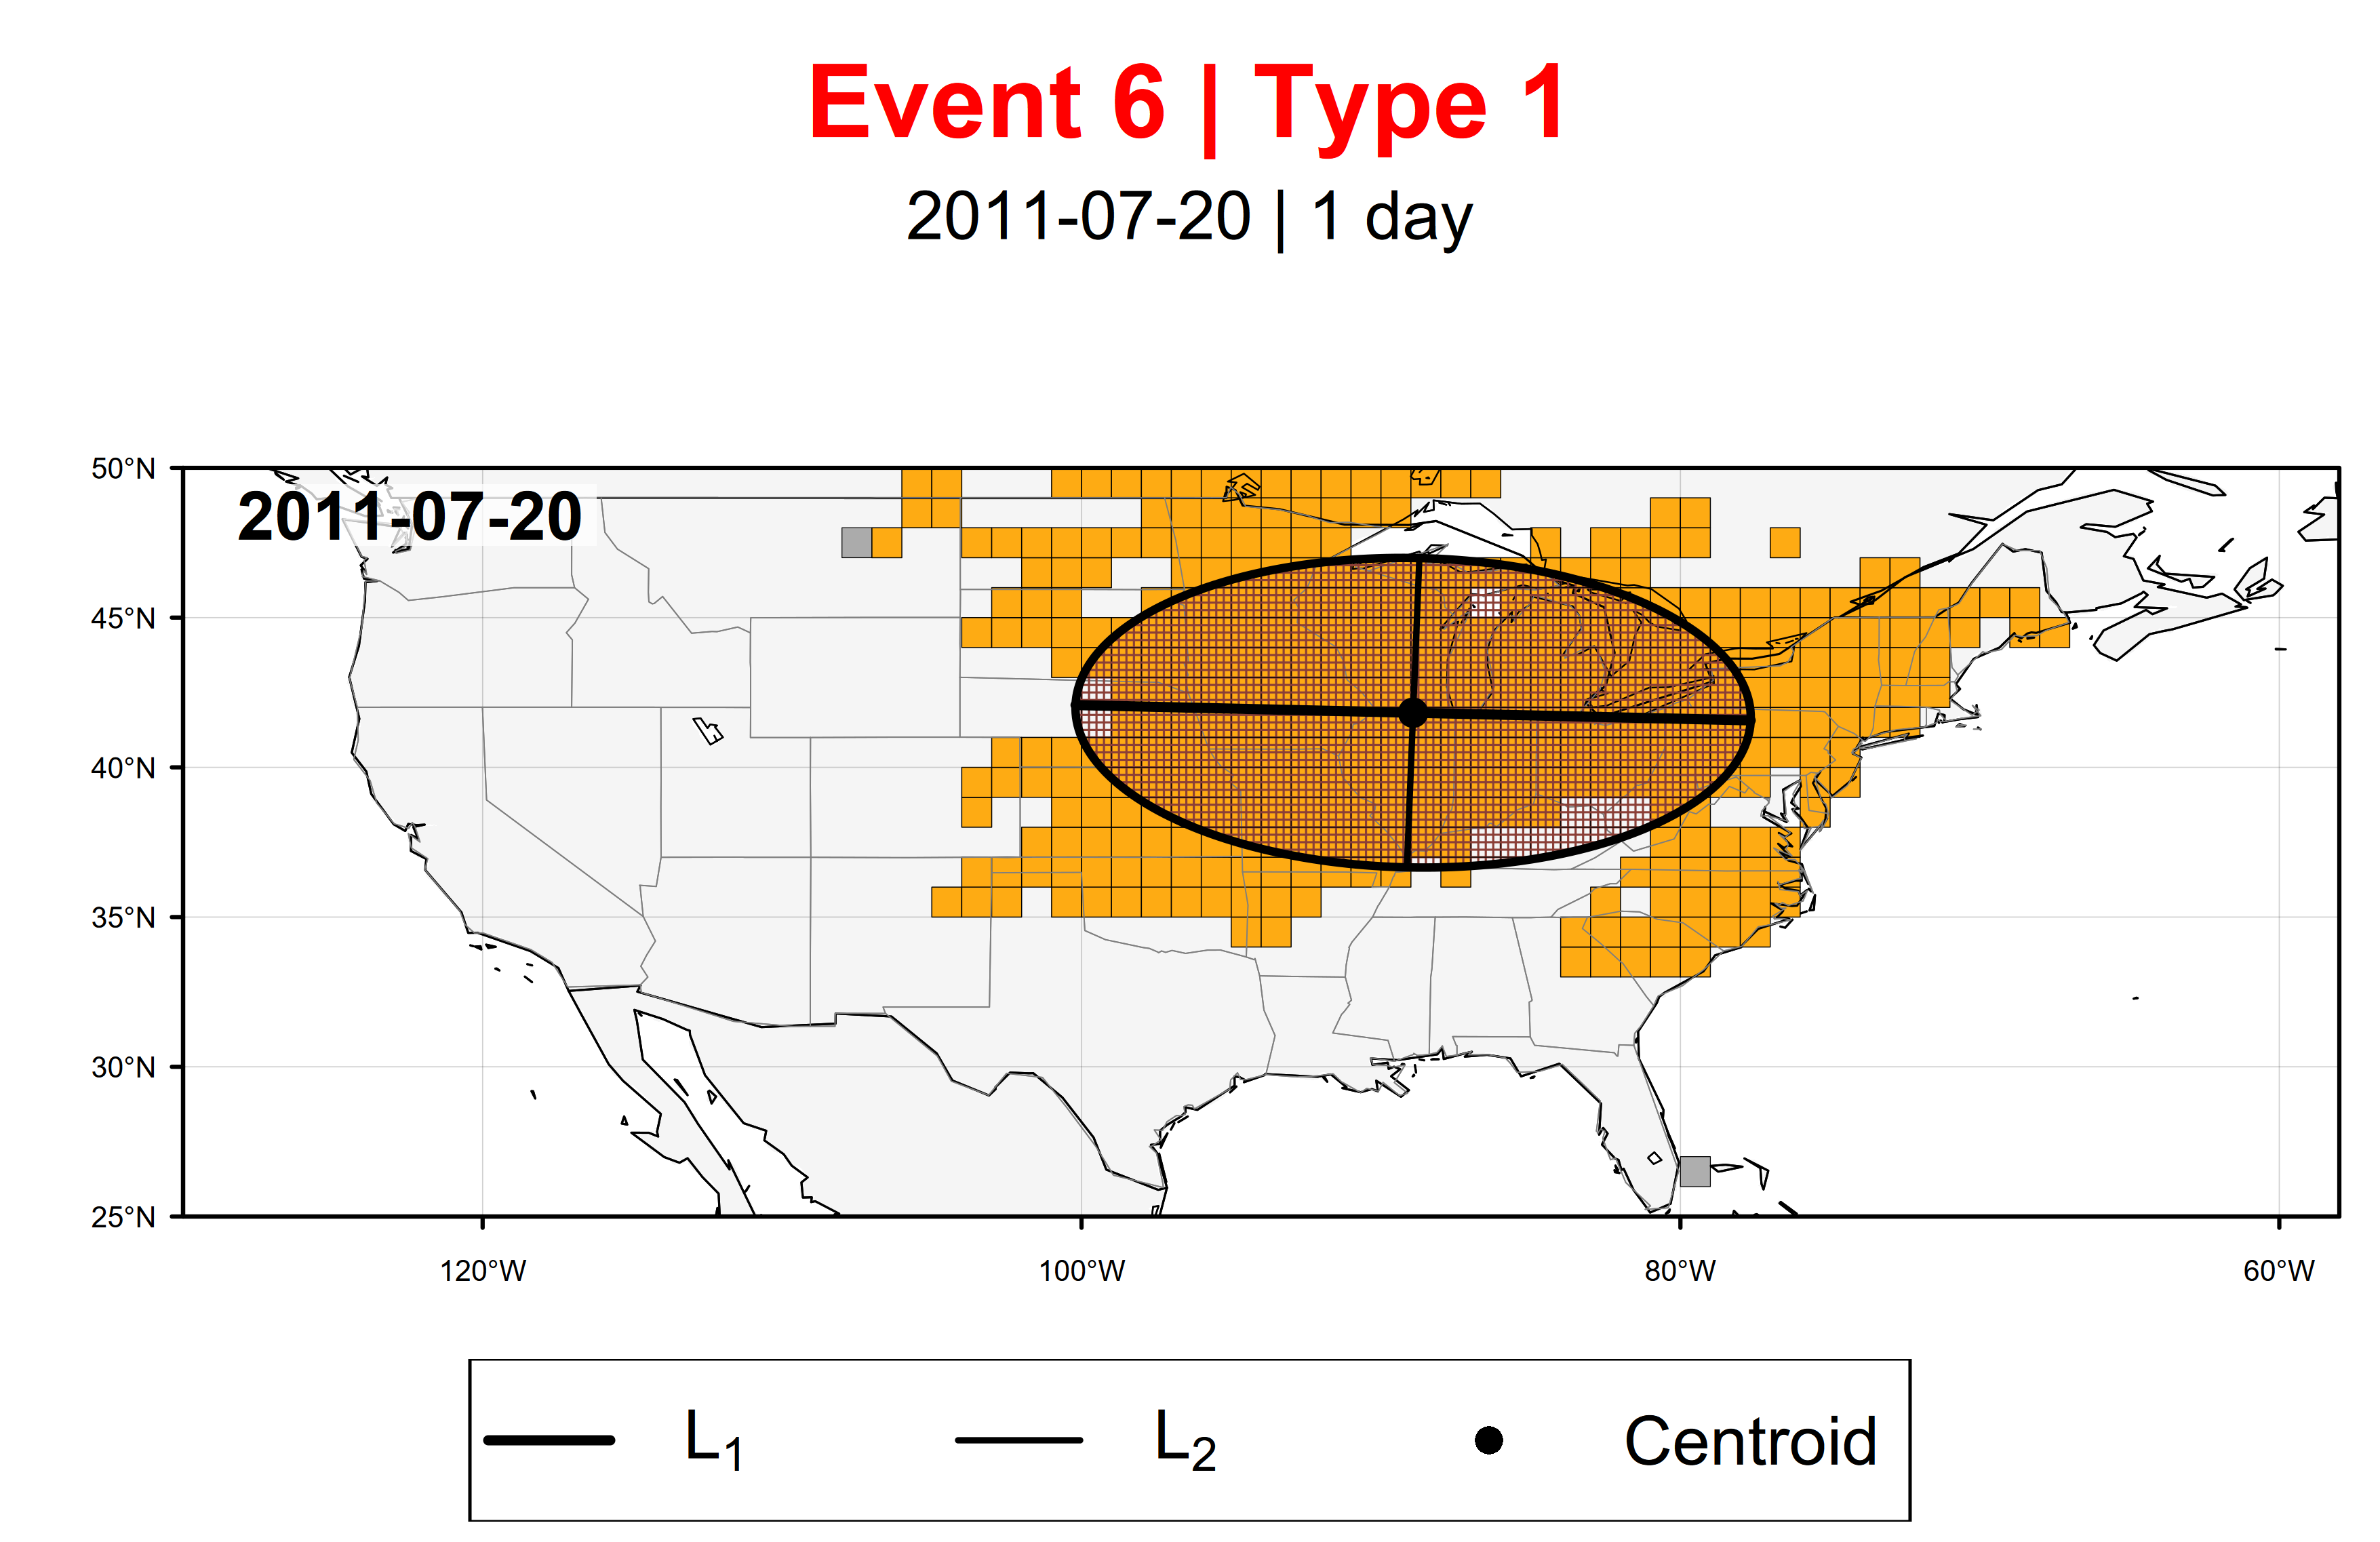 Event 6 | Type 1
2011-07-20 | 1 day
2011-07-20
50°N
45°N
40°N
35°N
30°N
25°N
120°W 100°W 80°W 60°W
L₁ L₂ Centroid